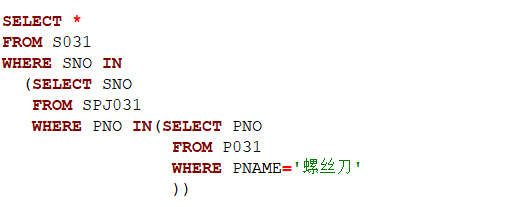 SELECT *
FROM S031
WHERE SNO IN
(SELECT SNO
FROM SPJ031
WHERE PNO IN(SELECT PNO
FROM P031
WHERE PNAME='螺丝刀'
))